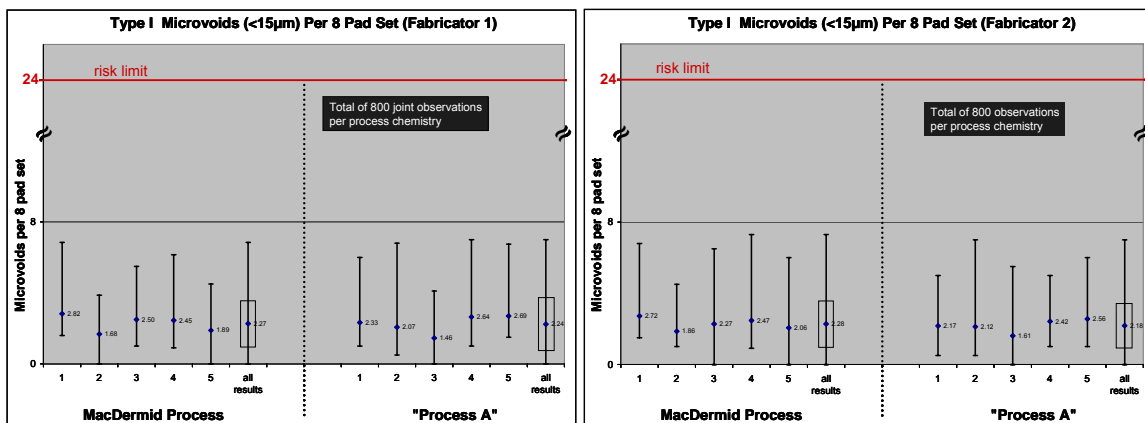 Type I Microvoids (<15µm) Per 8 Pad Set (Fabricator 1)
24
risk limit
Total of 800 joint observations
per process chemistry
Microvoids per 8 pad set
8
0
2.82
1.68
2.50
2.45
1.89
2.27
2.33
2.07
1.46
2.64
2.69
2.24
1 2 3 4 5 all results
1 2 3 4 5 all results
MacDermid Process
"Process A"
Type I Microvoids (<15µm) Per 8 Pad Set (Fabricator 2)
24
risk limit
Total of 800 observations
per process chemistry
Microvoids per 8 pad set
8
0
2.72
1.86
2.27
2.47
2.06
2.28
2.17
2.12
1.61
2.42
2.56
2.18
1 2 3 4 5 all results
1 2 3 4 5 all results
MacDermid Process
"Process A"